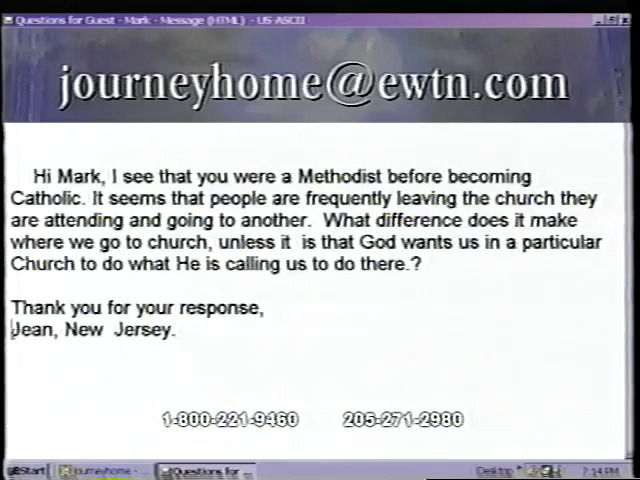 Questions for Guest - Mark - Message (HTML) - US-ASCII
journeyhome@ewtn.com
Hi Mark, I see that you were a Methodist before becoming
Catholic. It seems that people are frequently leaving the church they
are attending and going to another.  What difference does it make
where we go to church, unless it  is that God wants us in a particular
Church to do what He is calling us to do there.?
Thank you for your response,
Jean, New  Jersey.
1-800-221-9460 205-271-2980
Start journeyhome - ... Questions for ... Desktop » 7:14 PM